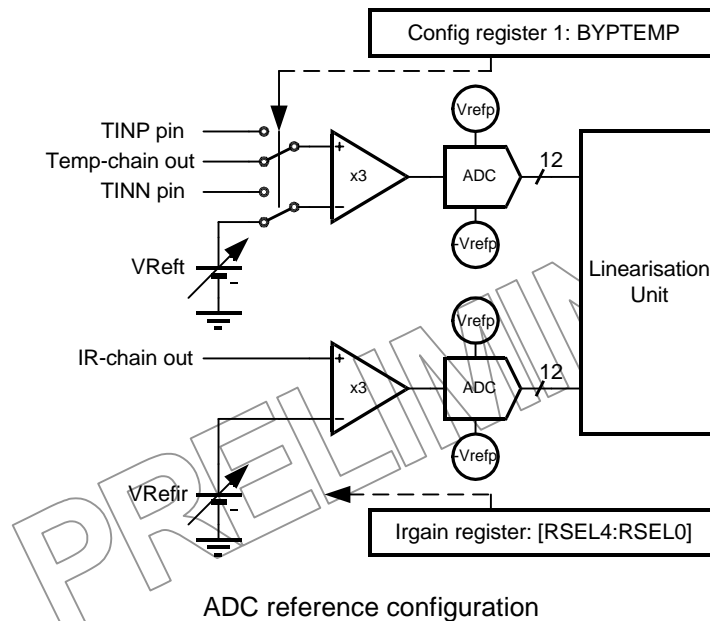 Config register 1: BYPTEMP
Vrefp
TINP pin
Temp-chain out
TINN pin
+
-
x3
ADC
12
-Vrefp
VReft
-
Linearisation
Unit
Vrefp
IR-chain out
+
-
x3
ADC
12
-Vrefp
VRefir
-
Irgain register: [RSEL4:RSEL0]
PRELIMIN
ADC reference configuration